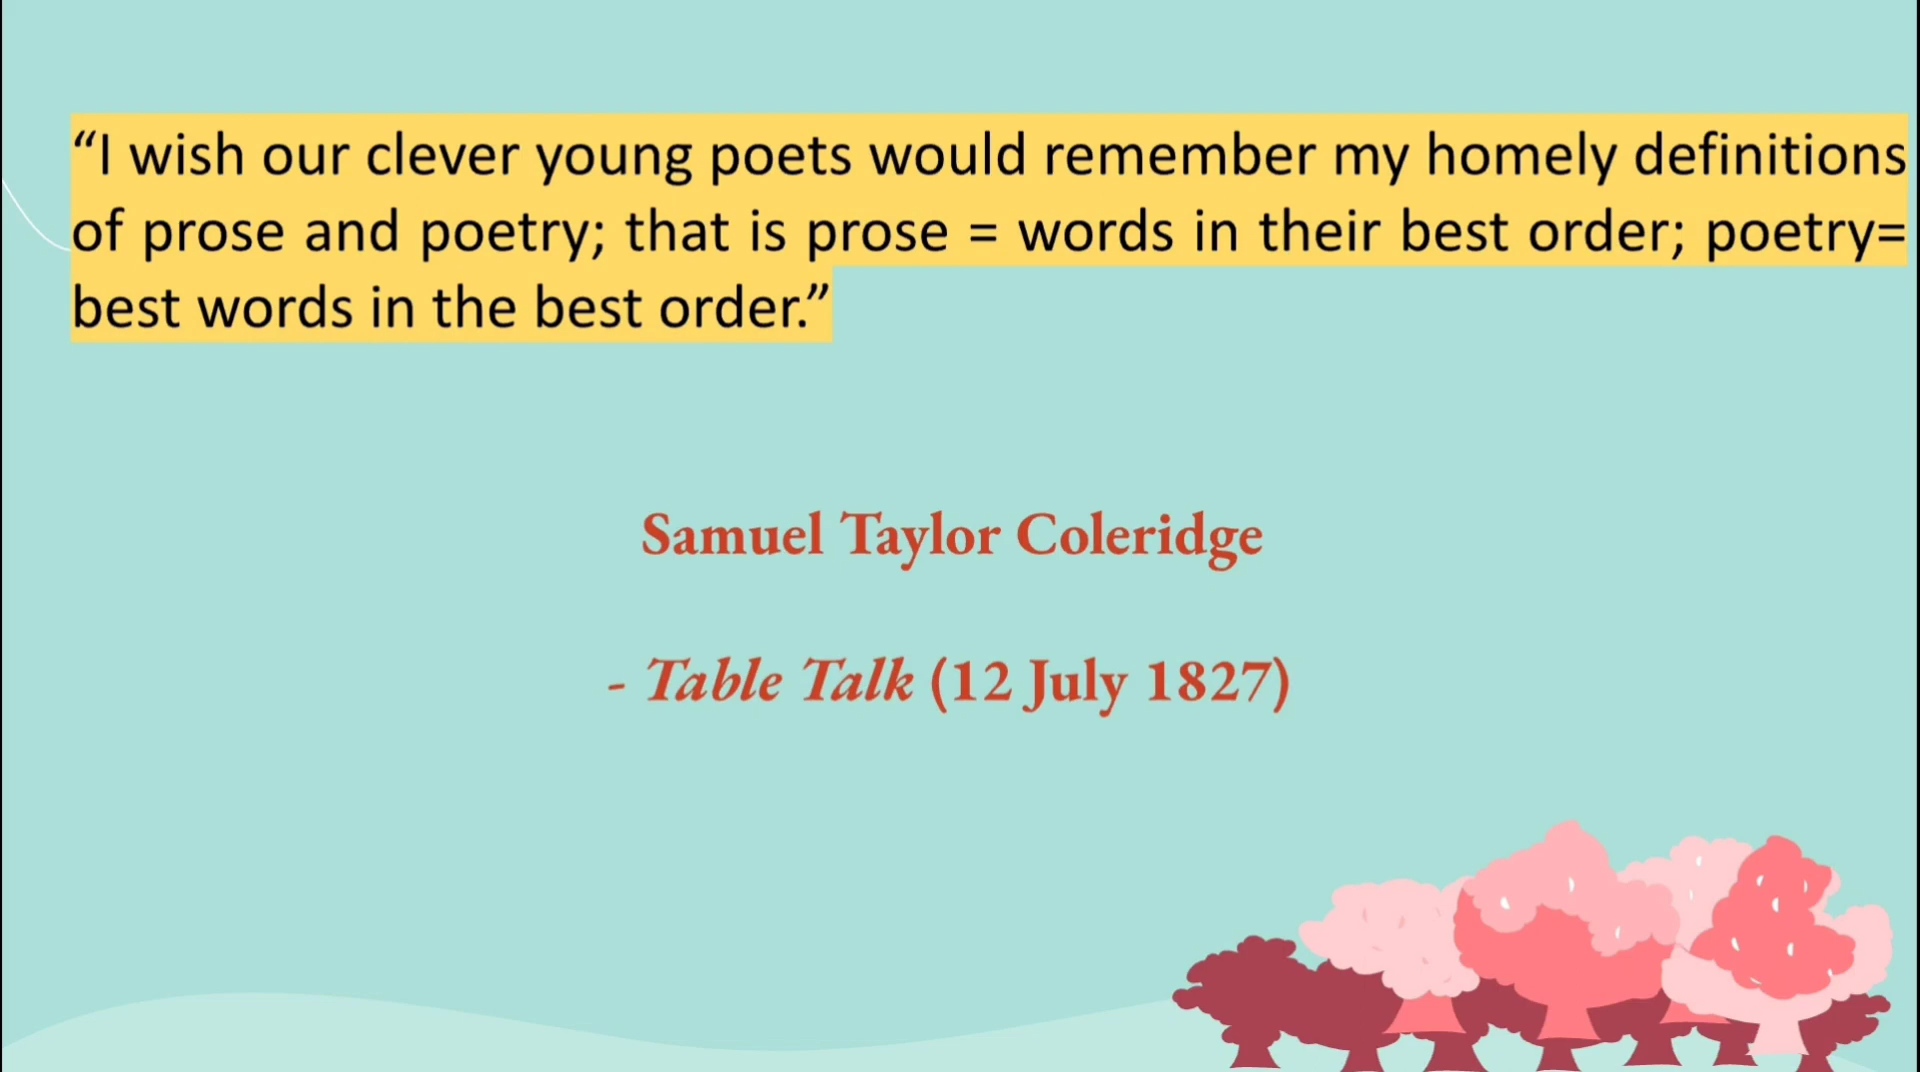 “I wish our clever young poets would remember my homely definitions
of prose and poetry; that is prose = words in their best order; poetry=
best words in the best order.”
Samuel Taylor Coleridge
- Table Talk (12 July 1827)